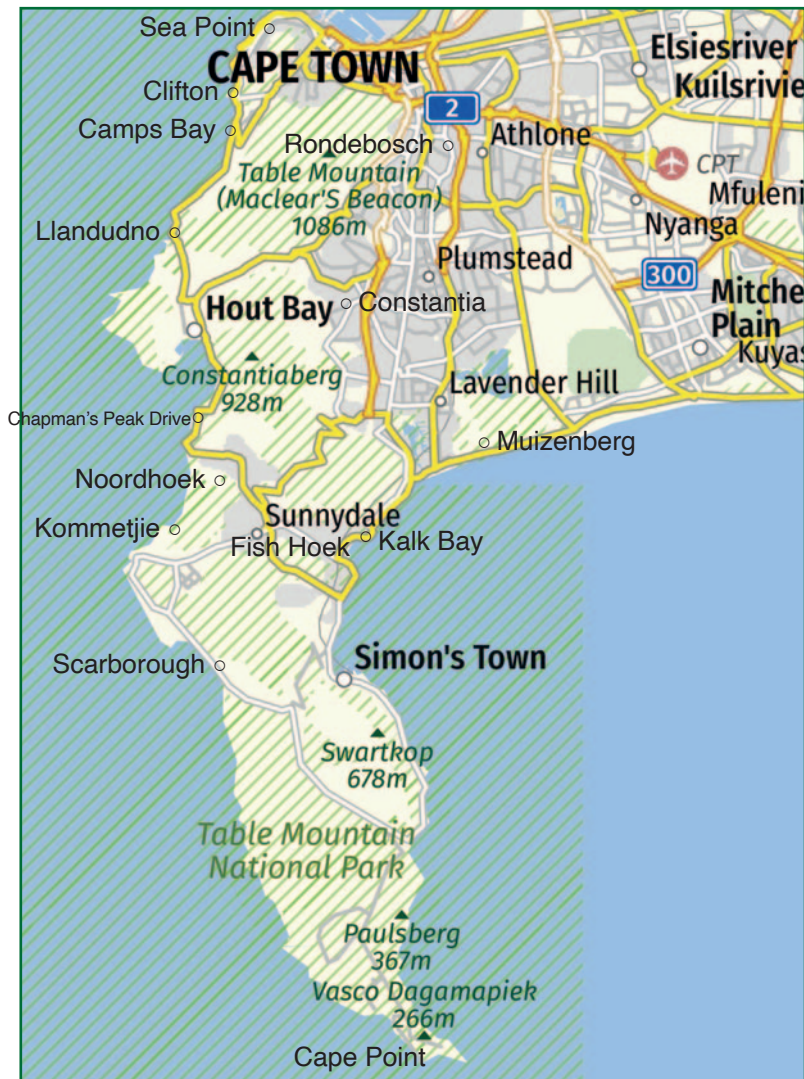 Sea Point
CAPE TOWN
Elsiesriver
Kuilsrivie
Clifton
2
Camps Bay
Rondebosch
Athlone
CPT
Table Mountain
(Maclear'S Beacon)
1086m
Mfuleni
Nyanga
Llandudno
Plumstead
300
Hout Bay
Constantia
Mitche
Plain
Kuyas
Constantiaberg
928m
Lavender Hill
Chapman's Peak Drive
Muizenberg
Noordhoek
Kommetjie
Sunnydale
Fish Hoek
Kalk Bay
Scarborough
Simon's Town
Swartkop
678m
Table Mountain
National Park
Paulsberg
367m
Vasco Dagamapiek
266m
Cape Point